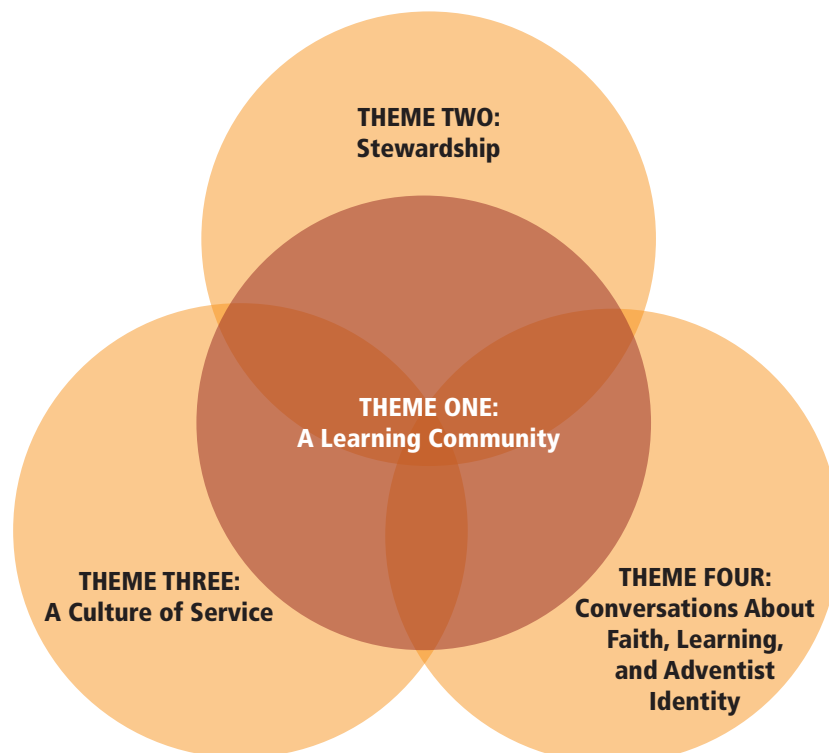 THEME TWO:
Stewardship
THEME ONE:
A Learning Community
THEME THREE:
A Culture of Service
THEME FOUR:
Conversations About
Faith, Learning,
and Adventist
Identity